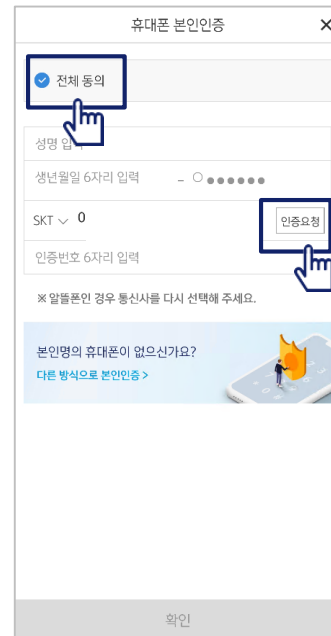 휴대폰 본인인증
전체 동의
성명 입력
생년월일 6자리 입력 -
SKT 0
인증요청
인증번호 6자리 입력
※ 알뜰폰인 경우 통신사를 다시 선택해 주세요.
본인명의 휴대폰이 없으신가요?
다른 방식으로 본인인증 >
확인